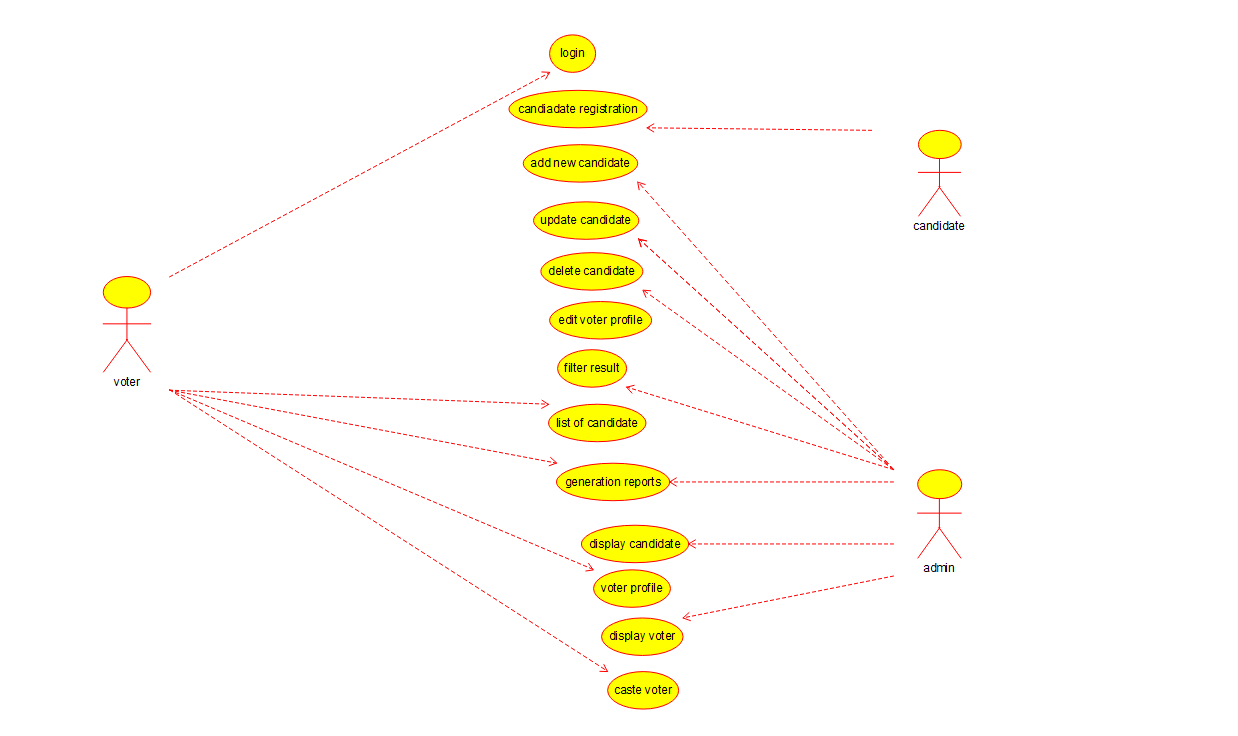 login
candiadate registration
add new candidate
candidate
update candidate
delete candidate
edit voter profile
filter result
voter
list of candidate
generation reports
display candidate
admin
voter profile
display voter
caste voter